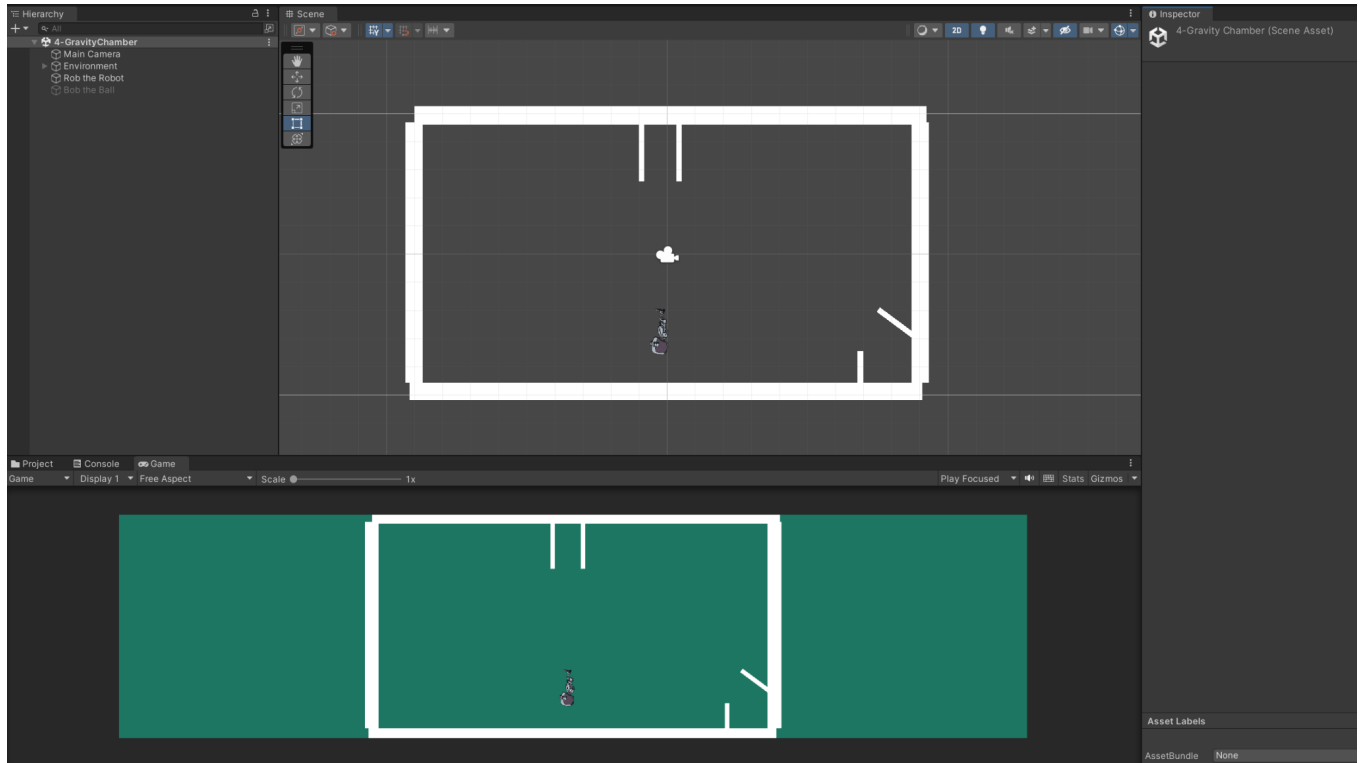 Hierarchy
All
4-GravityChamber
Main Camera
Environment
Rob the Robot
Bob the Ball
Scene
2D
Inspector
4-Gravity Chamber (Scene Asset)
Project Console Game
Game Display 1 Free Aspect Scale 1x Play Focused Stats Gizmos
Asset Labels
AssetBundle None